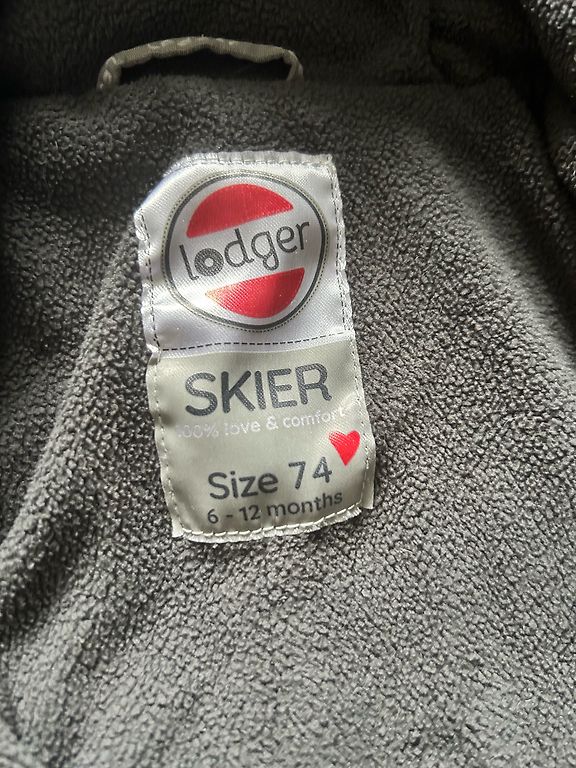 lodger
SKIER
100% love & comfort
Size 74
6 - 12 months